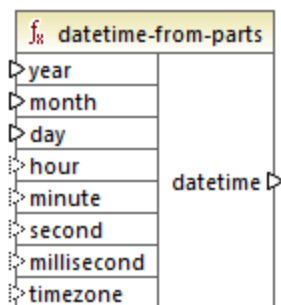 fx datetime-from-parts
year
month
day
hour
minute
second
millisecond
timezone
datetime